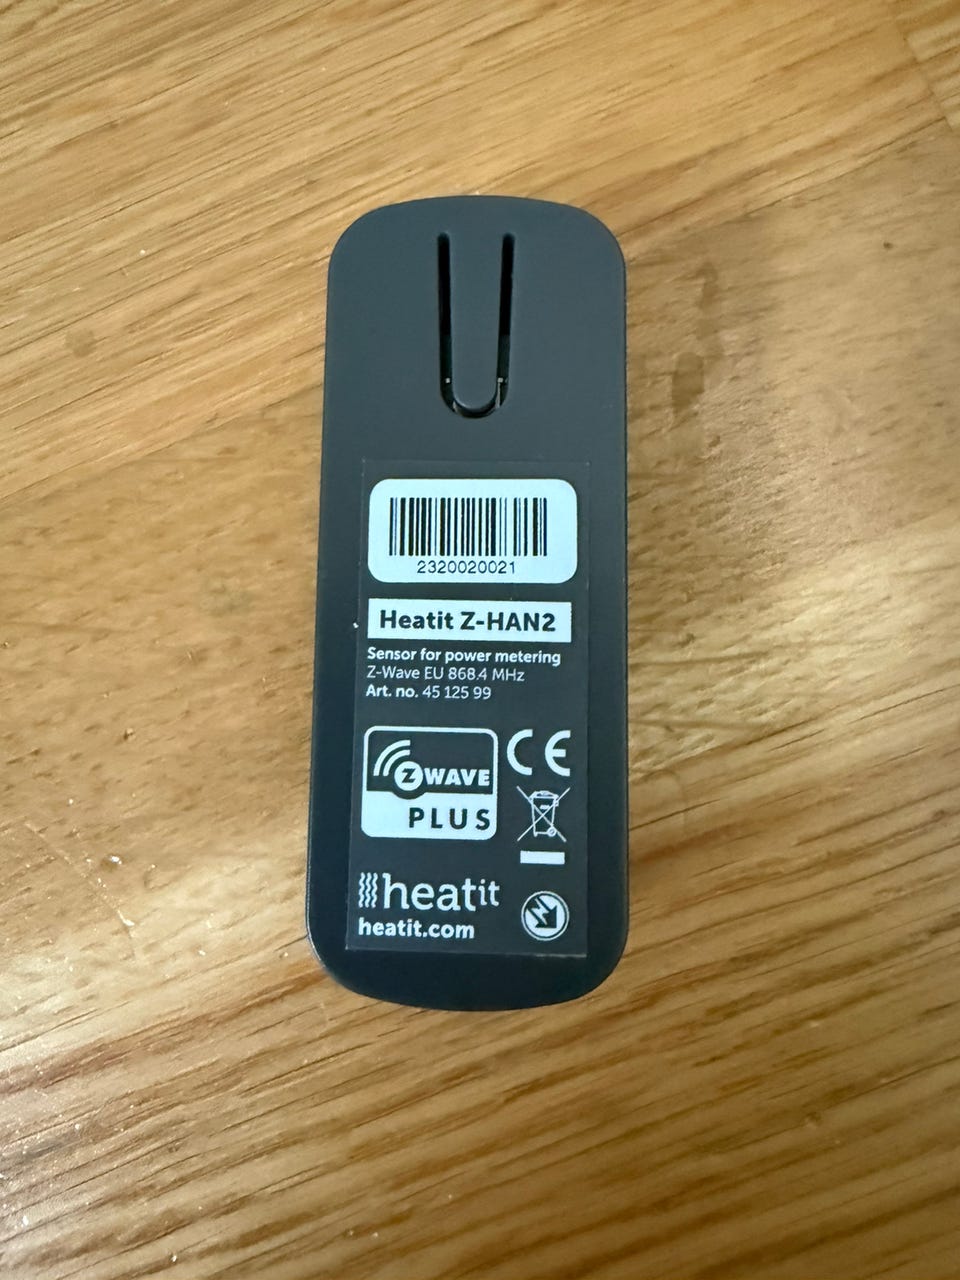 2320020021
Heatit Z-HAN2
Sensor for power metering
Z-Wave EU 868.4 MHz
Art. no. 45 125 99
Z WAVE
PLUS
CE
heatit
heatit.com